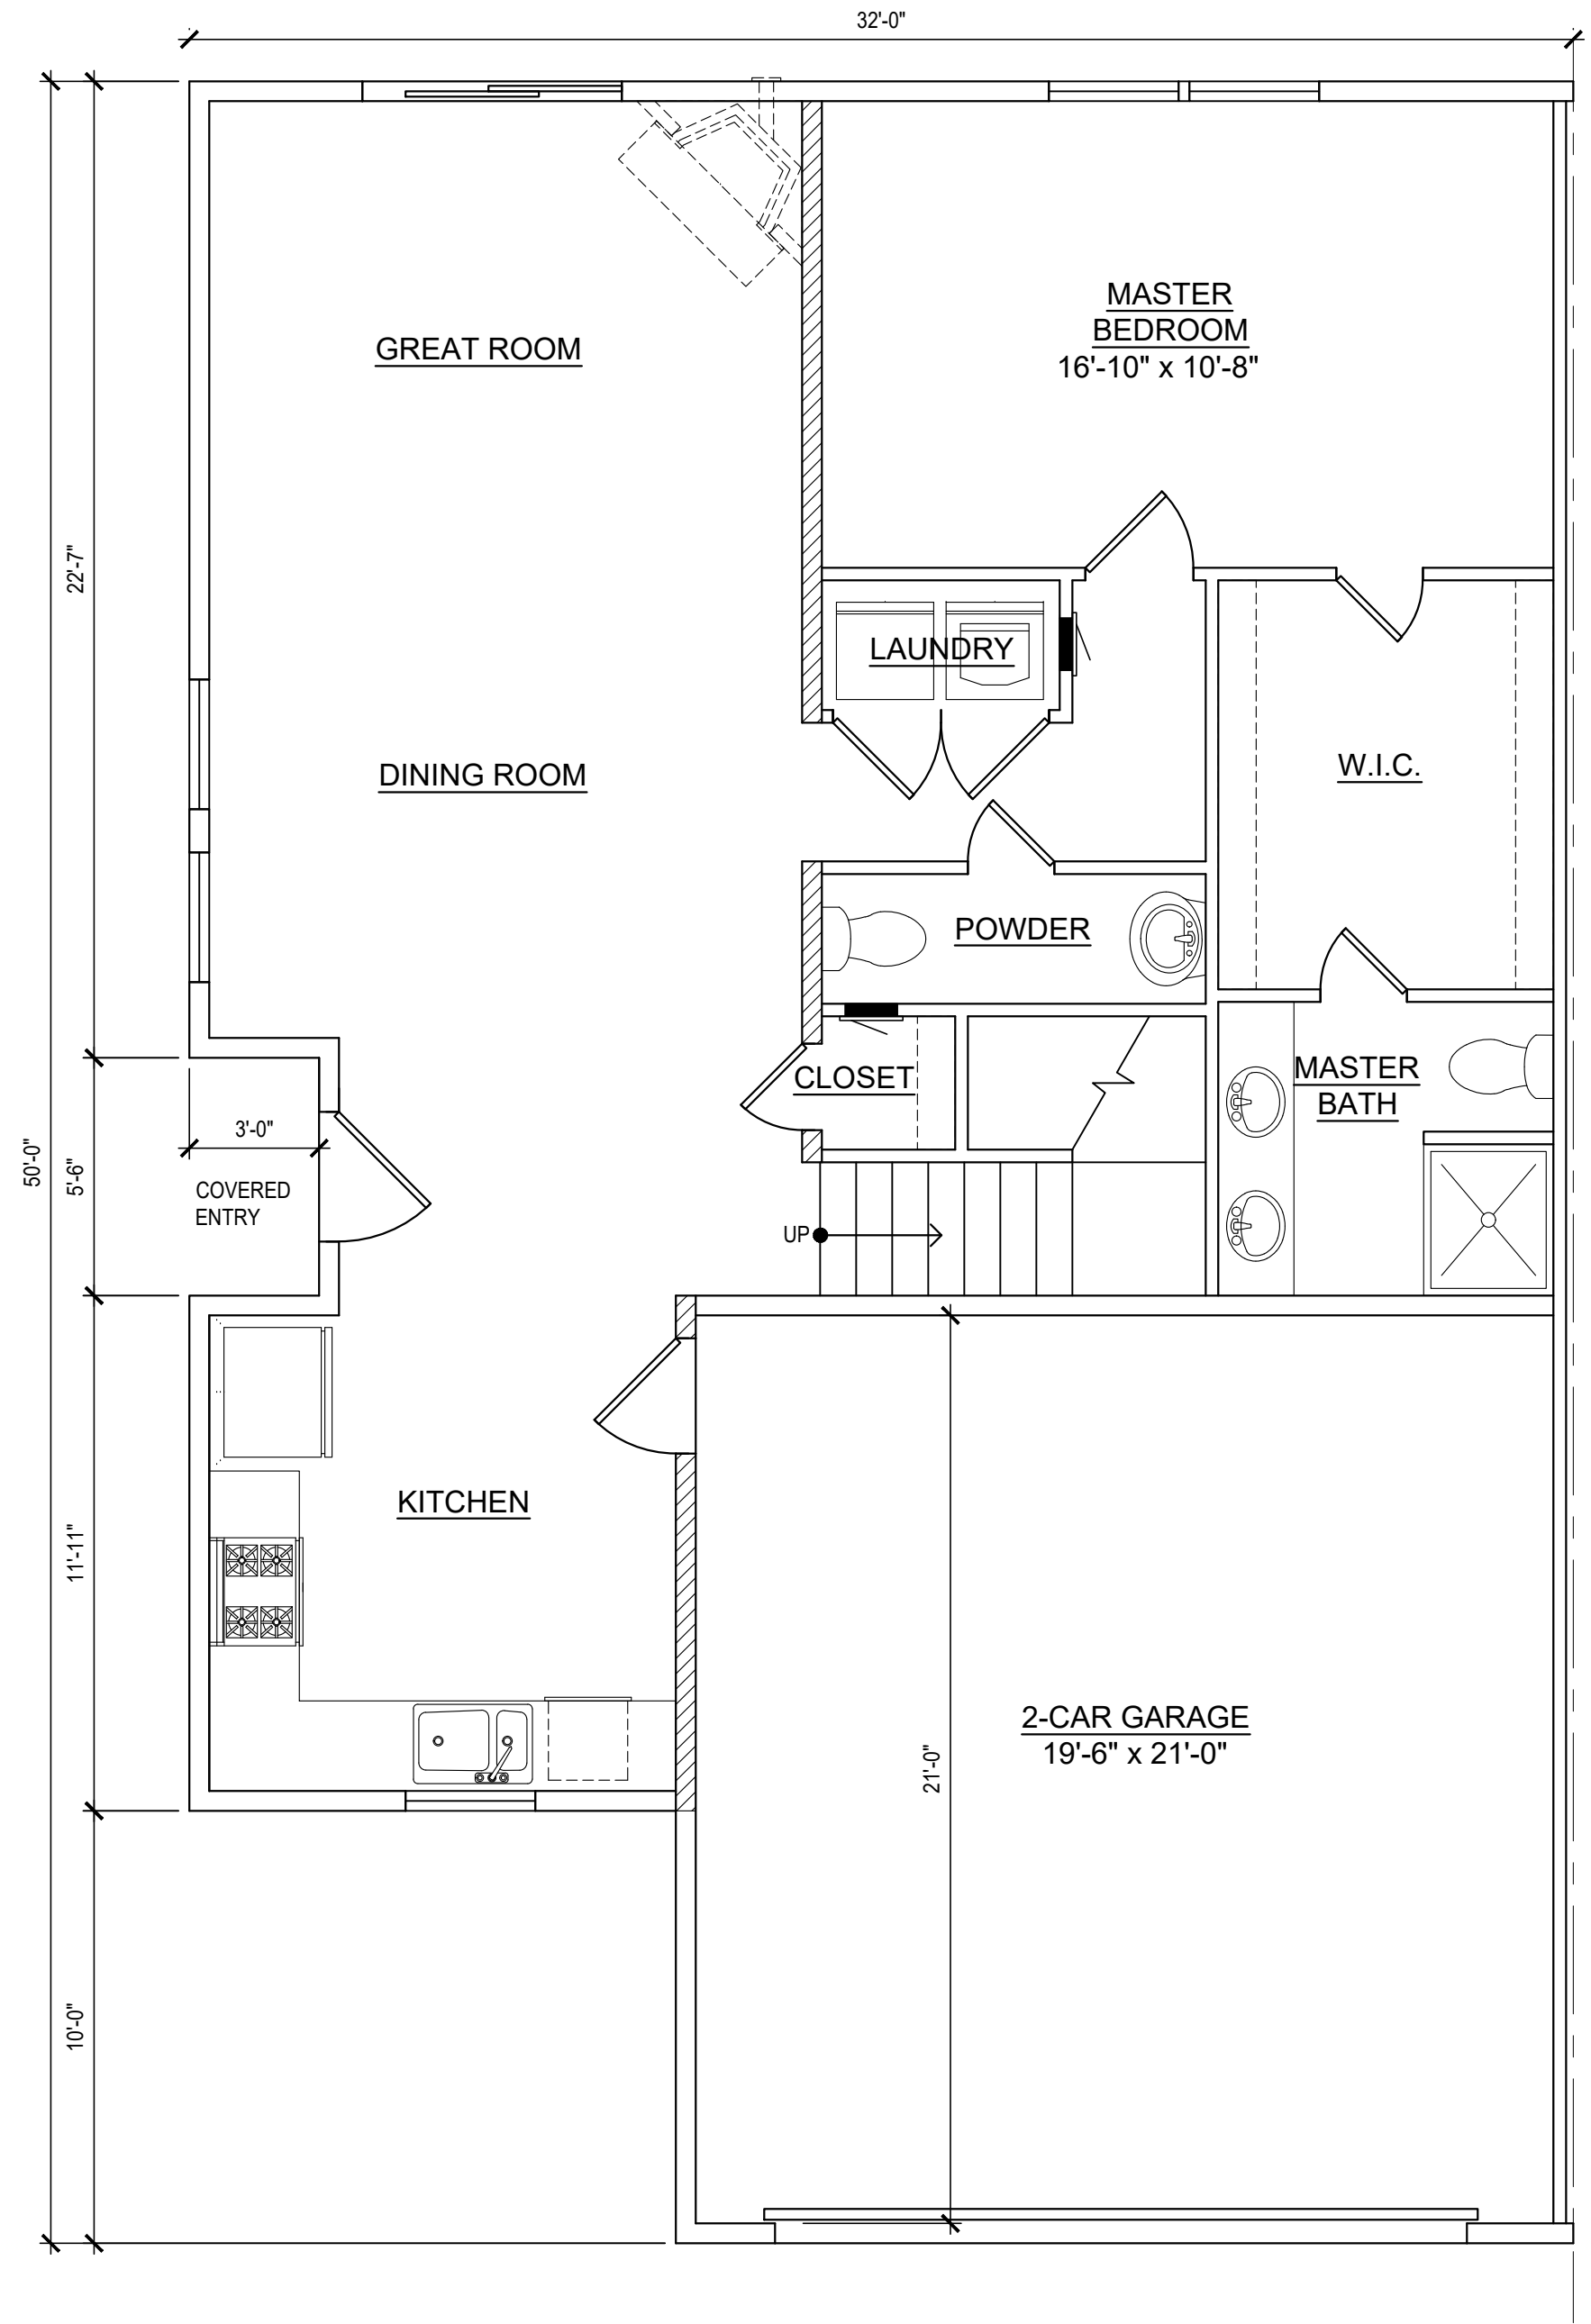 32'-0"
GREAT ROOM
MASTER
BEDROOM
16'-10" x 10'-8"
22'-7"
LAUNDRY
DINING ROOM
W.I.C.
POWDER
CLOSET
MASTER
BATH
3'-0"
50'-0"
5'-6"
COVERED
ENTRY
UP
KITCHEN
11'-11"
2-CAR GARAGE
19'-6" x 21'-0"
21'-0"
10'-0"